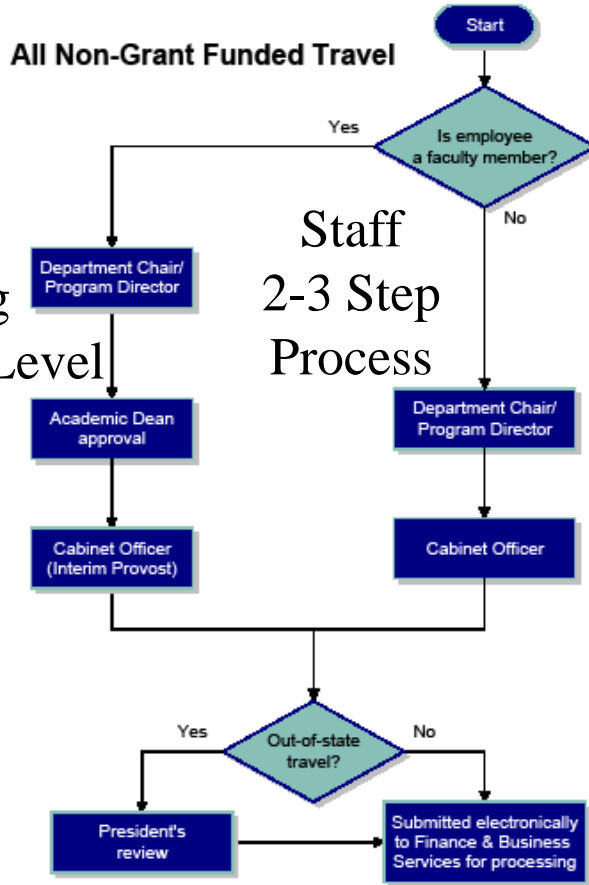 Start
All Non-Grant Funded Travel
Is employee
a faculty member?
Yes
No
Staff
2-3 Step
Process
Department Chair/
Program Director
g
Level
Academic Dean
approval
Department Chair/
Program Director
Cabinet Officer
(Interim Provost)
Cabinet Officer
Out-of-state
travel?
Yes
No
President's
review
Submitted electronically
to Finance & Business
Services for processing